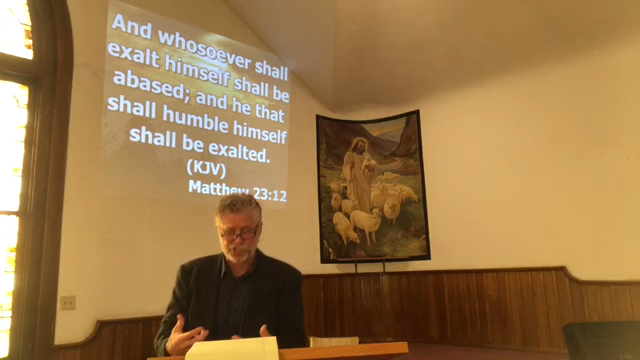 And whosoever shall
exalt himself shall be
abased; and he that
shall humble himself
shall be exalted.
(KJV)
Matthew 23:12